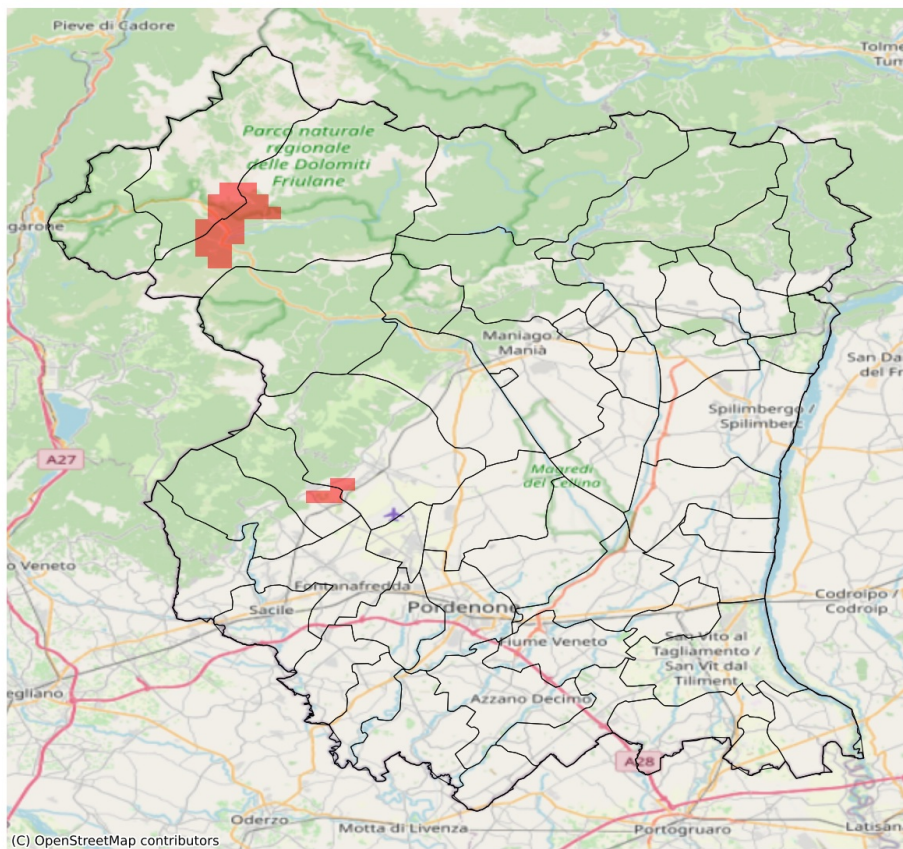 Pieve di Cadore
Tolme
Tum
Parco naturale
regionale
delle Dolomiti
Friulane
garone
Maniago /
Manià
San Da
del Fr
Spilimbergo /
Spilimberc
A27
Magredi
del Cellina
o Veneto
Fontanafredda
Codroipo /
Codroip
Sacile
Pordenone
Fiume Veneto
San Vito al
Tagliamento /
San Vît dal
Tiliment
egliano
Azzano Decimo
A28
Oderzo
Motta di Livenza
Portogruaro
Latisan
(C) OpenStreetMap contributors